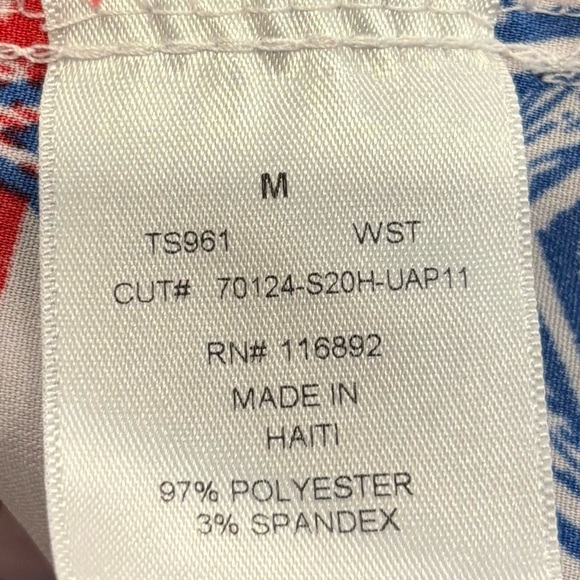 M
TS961 WST
CUT# 70124-S20H-UAP11
RN# 116892
MADE IN
HAITI
97% POLYESTER
3% SPANDEX